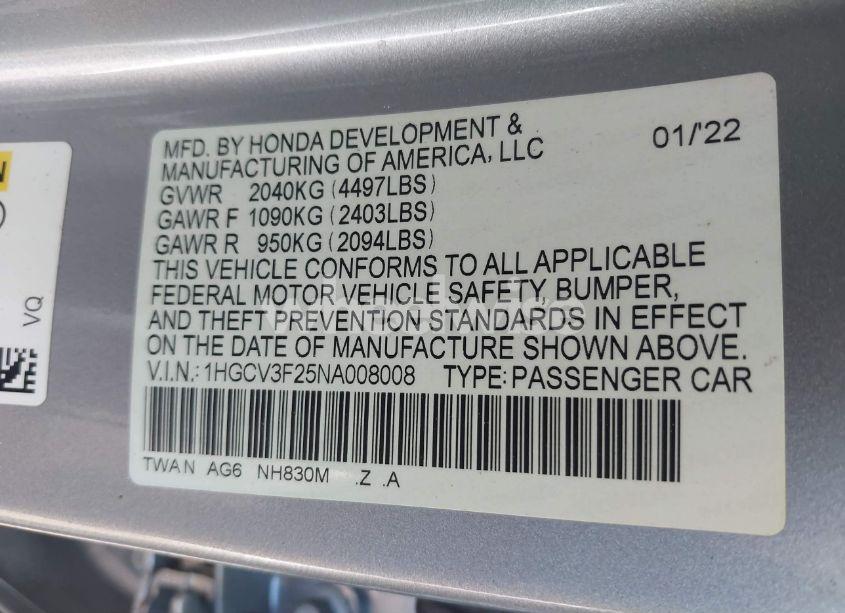 MFD. BY HONDA DEVELOPMENT &
MANUFACTURING OF AMERICA, LLC
01/'22
GVWR 2040KG (4497LBS)
GAWR F 1090KG (2403LBS)
GAWR R 950KG (2094LBS)
THIS VEHICLE CONFORMS TO ALL APPLICABLE
FEDERAL MOTOR VEHICLE SAFETY, BUMPER,
AND THEFT PREVENTION STANDARDS IN EFFECT
ON THE DATE OF MANUFACTURE SHOWN ABOVE.
V.I.N.: 1HGCV3F25NA008008 TYPE: PASSENGER CAR
TWA N AG6 NH830M .Z .A
VQ